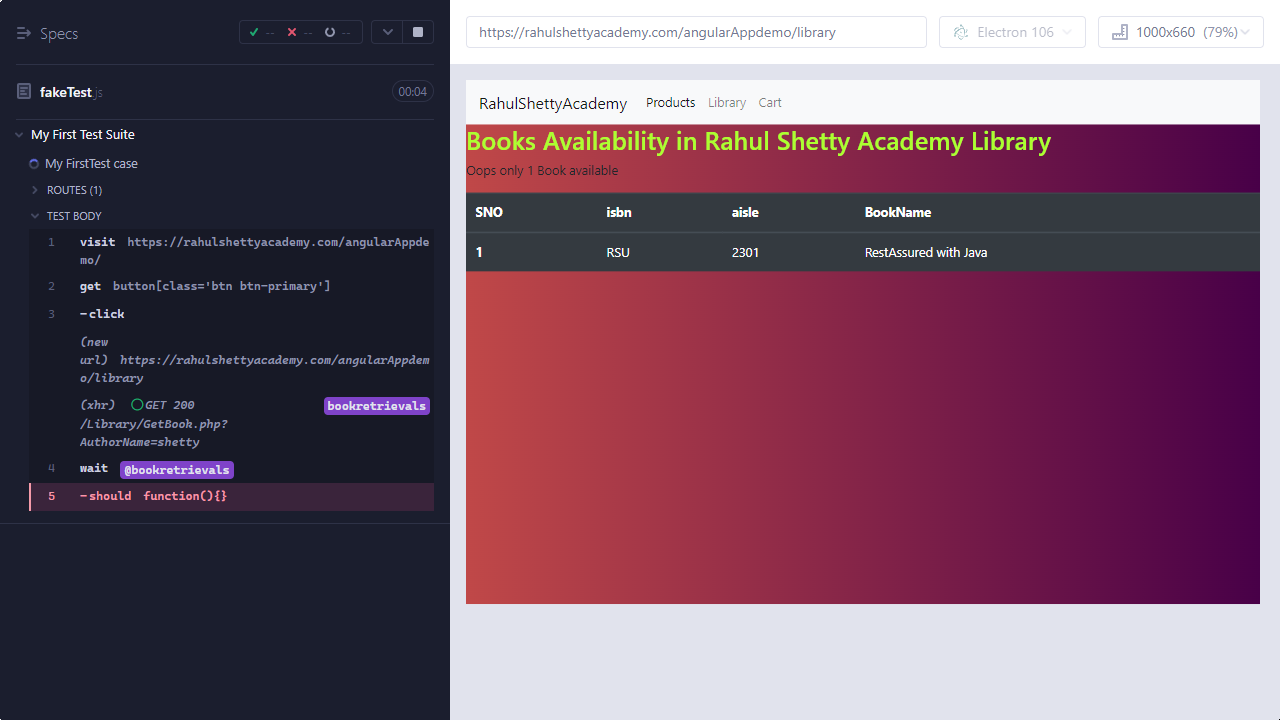 Specs
-- -- --
fakeTest.js
00:04
My First Test Suite
My FirstTest case
ROUTES (1)
TEST BODY
1 visit https://rahulshettyacademy.com/angularAppde
mo/
2 get button[class='btn btn-primary']
3 -click
(new
url) https://rahulshettyacademy.com/angularAppdem
o/library
(xhr) GET 200 bookretrievals
/Library/GetBook.php?
AuthorName=shetty
4 wait @bookretrievals
5 -should function(){}
https://rahulshettyacademy.com/angularAppdemo/library
Electron 106
1000x660 (79%)
RahulShettyAcademy Products Library Cart
Books Availability in Rahul Shetty Academy Library
Oops only 1 Book available
SNO isbn aisle BookName
1 RSU 2301 RestAssured with Java